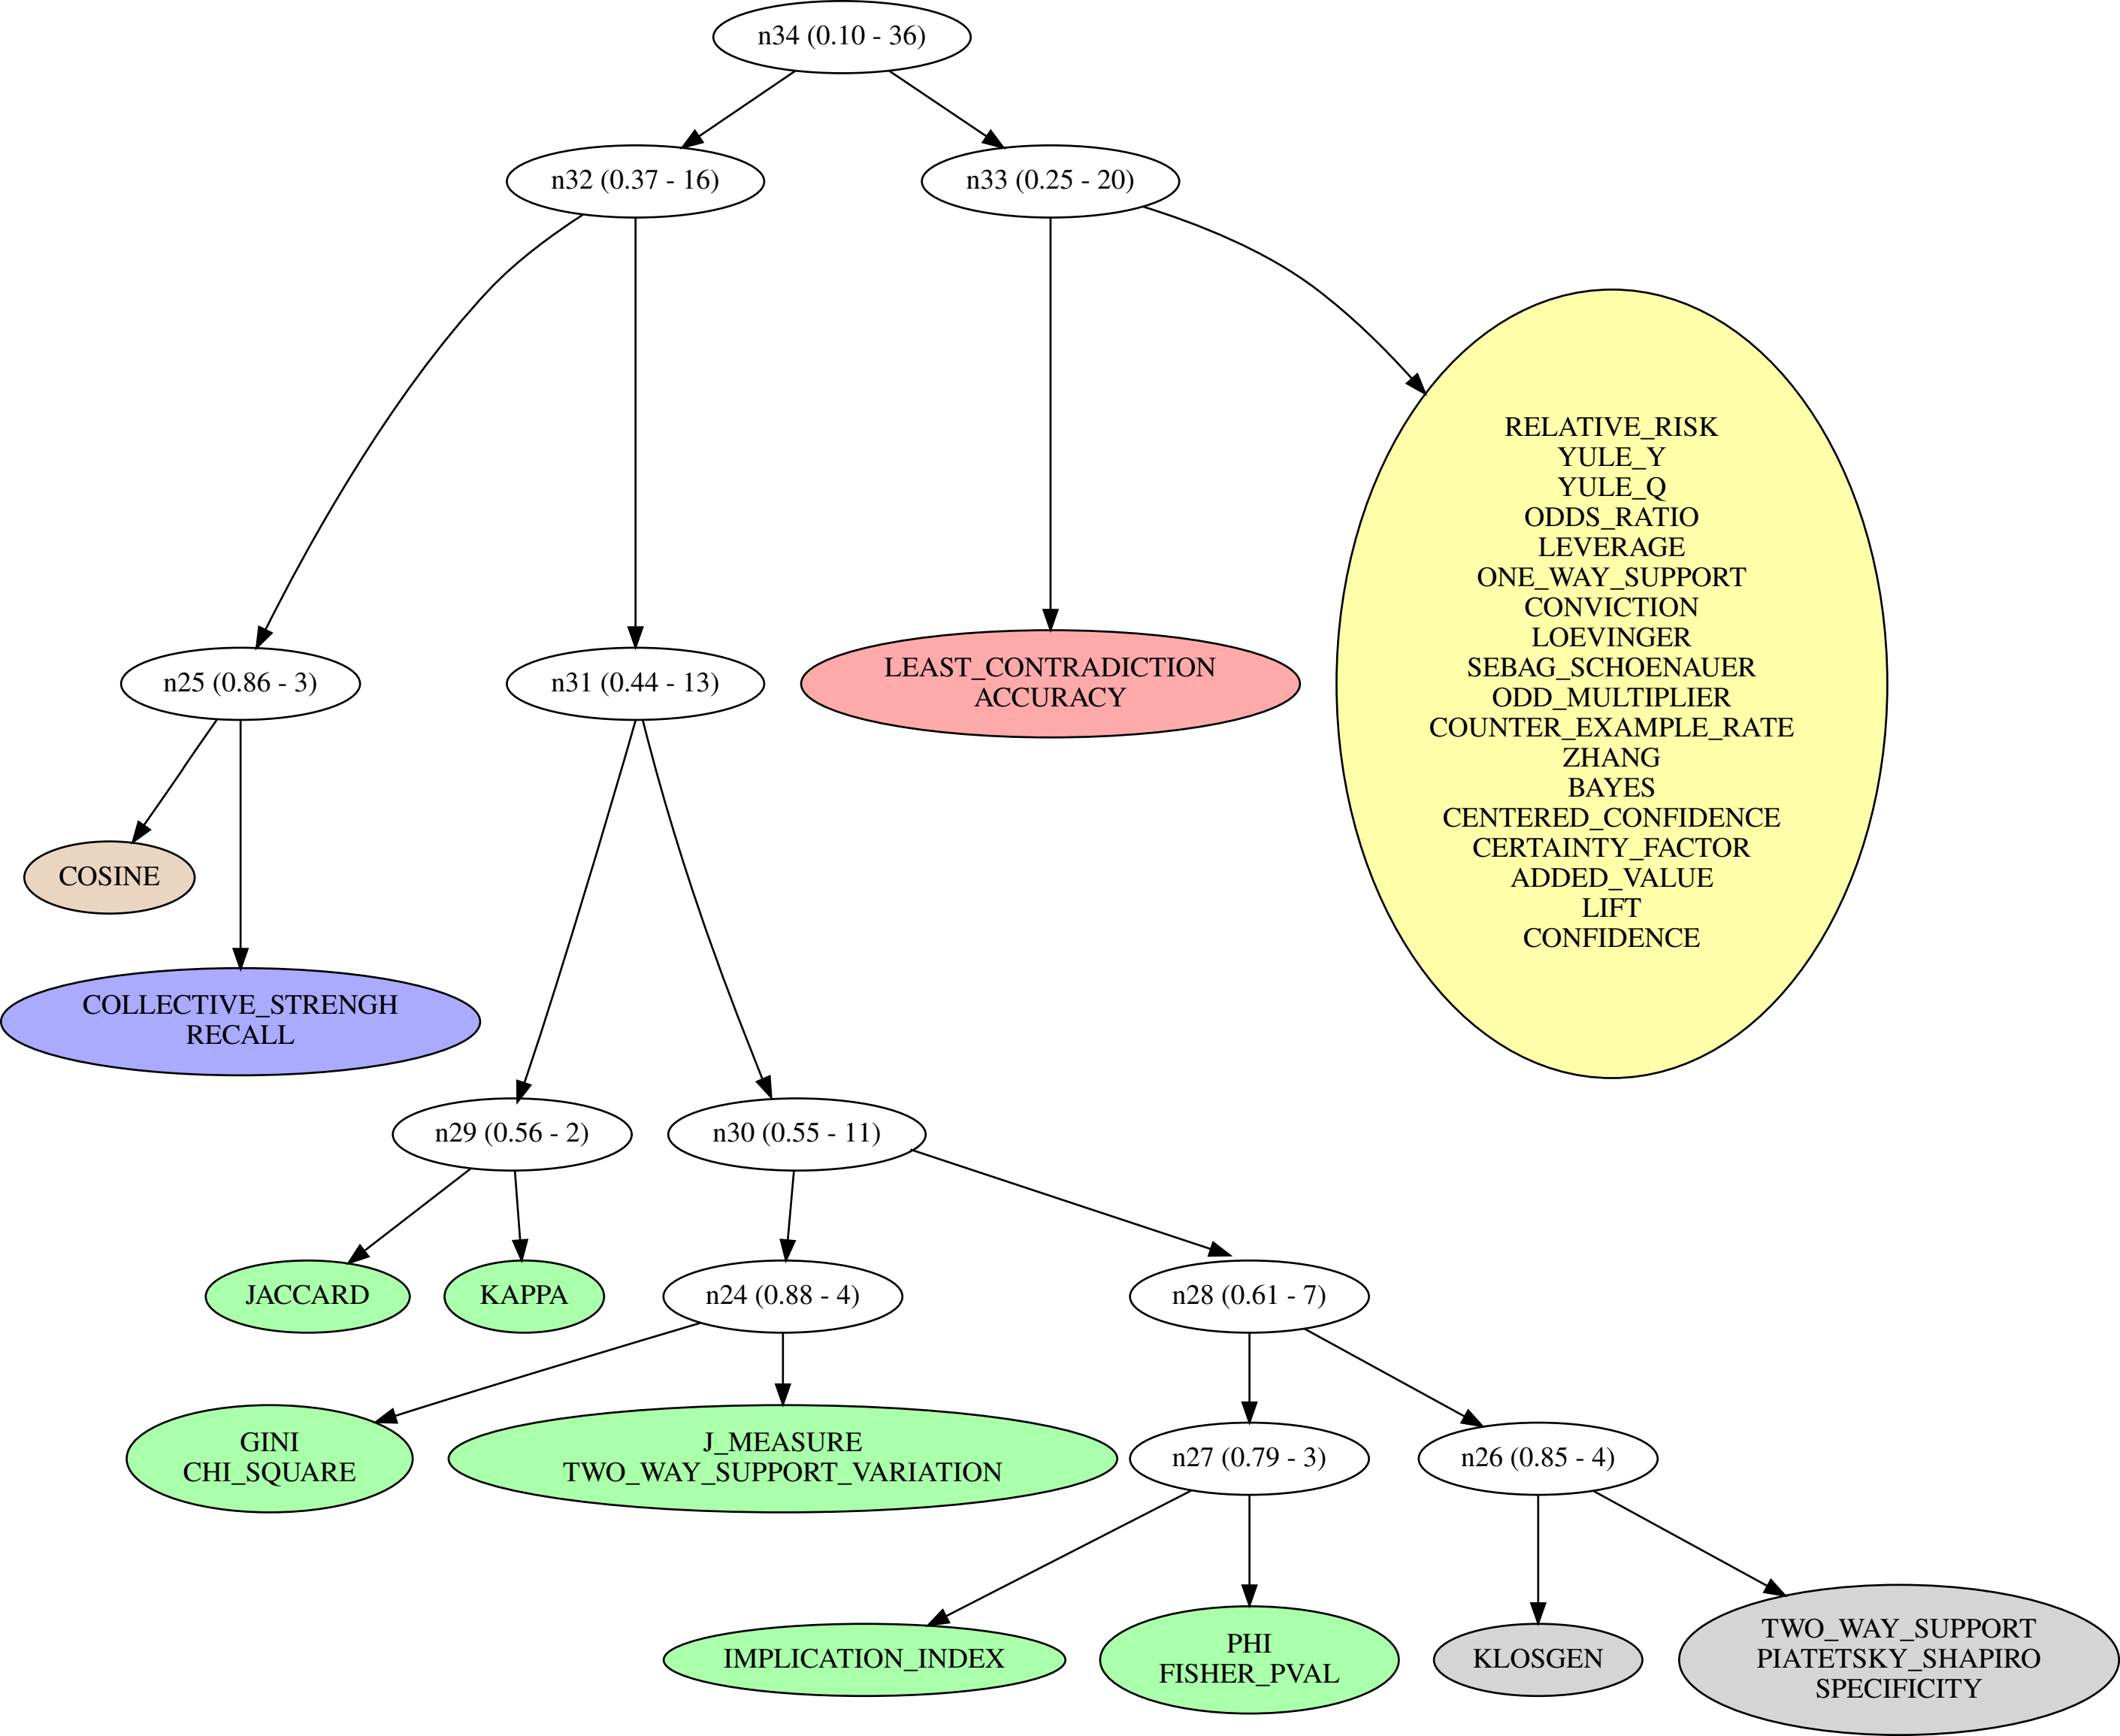 n34 (0.10 - 36)
n32 (0.37 - 16)
n33 (0.25 - 20)
RELATIVE_RISK
YULE_Y
YULE_Q
ODDS_RATIO
LEVERAGE
ONE_WAY_SUPPORT
CONVICTION
LOEVINGER
SEBAG_SCHOENAUER
ODD_MULTIPLIER
COUNTER_EXAMPLE_RATE
ZHANG
BAYES
CENTERED_CONFIDENCE
CERTAINTY_FACTOR
ADDED_VALUE
LIFT
CONFIDENCE
n25 (0.86 - 3)
n31 (0.44 - 13)
LEAST_CONTRADICTION
ACCURACY
COSINE
COLLECTIVE_STRENGH
RECALL
n29 (0.56 - 2)
n30 (0.55 - 11)
JACCARD
KAPPA
n24 (0.88 - 4)
n28 (0.61 - 7)
GINI
CHI_SQUARE
J_MEASURE
TWO_WAY_SUPPORT_VARIATION
n27 (0.79 - 3)
n26 (0.85 - 4)
IMPLICATION_INDEX
PHI
FISHER_PVAL
KLOSGEN
TWO_WAY_SUPPORT
PIATETSKY_SHAPIRO
SPECIFICITY